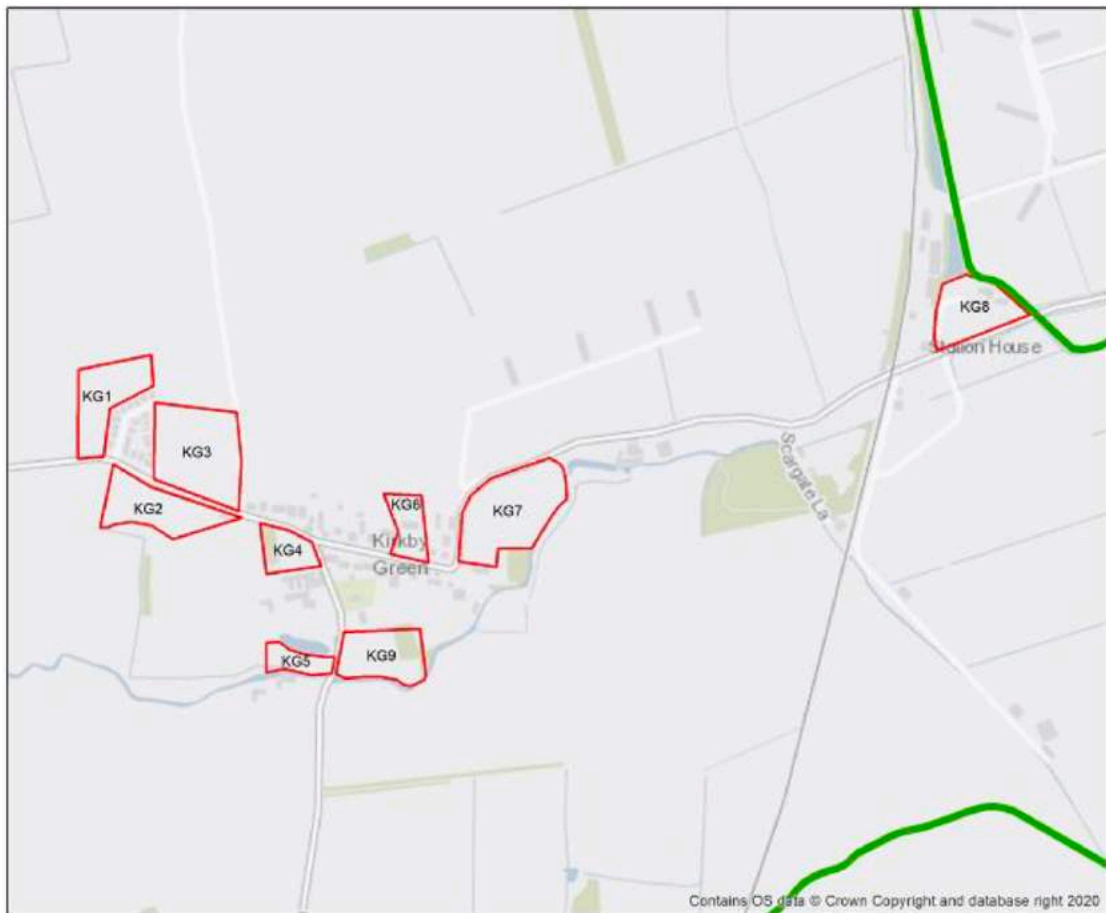 KG8
Station House
KG1
KG3
KG2
KG6
KG7
Scargate La
KG4
Kirkby
Green
KG5
KG9
Contains OS data © Crown Copyright and database right 2020